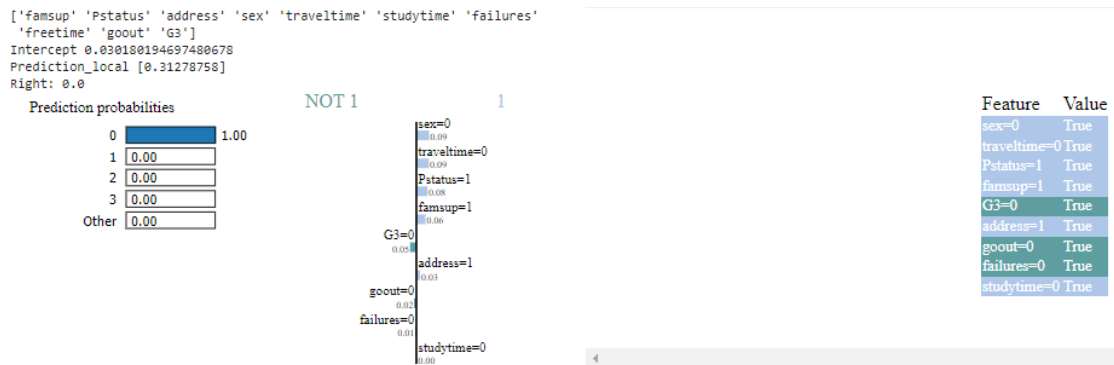 ['famsup' 'Pstatus' 'address' 'sex' 'traveltime' 'studytime' 'failures'
'freetime' 'goout' 'G3']
Intercept 0.030180194697480678
Prediction_local [0.31278758]
Right: 0.0
Prediction probabilities
0 1.00
1 0.00
2 0.00
3 0.00
Other 0.00
NOT 1 1
sex=0
0.09
traveltime=0
0.09
Pstatus=1
0.08
famsup=1
0.06
G3=0
0.05
address=1
0.03
goout=0
0.02
failures=0
0.01
studytime=0
0.00
Feature Value
sex=0 True
traveltime=0 True
Pstatus=1 True
famsup=1 True
G3=0 True
address=1 True
goout=0 True
failures=0 True
studytime=0 True